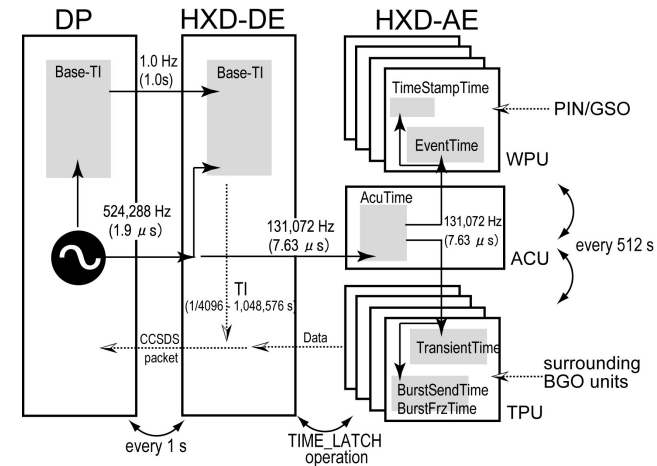 DP
HXD-DE
HXD-AE
Base-TI
1.0 Hz
(1.0s)
Base-TI
TimeStampTime
EventTime
PIN/GSO
WPU
524,288 Hz
(1.9 μ s)
131,072 Hz
(7.63 μ s)
AcuTime
131,072 Hz
(7.63 μ s)
ACU
every 512 s
TI
(1/4096 - 1,048,576 s)
CCSDS
packet
Data
TransientTime
BurstSendTime
BurstFrzTime
surrounding
BGO units
TPU
every 1 s
TIME_LATCH
operation